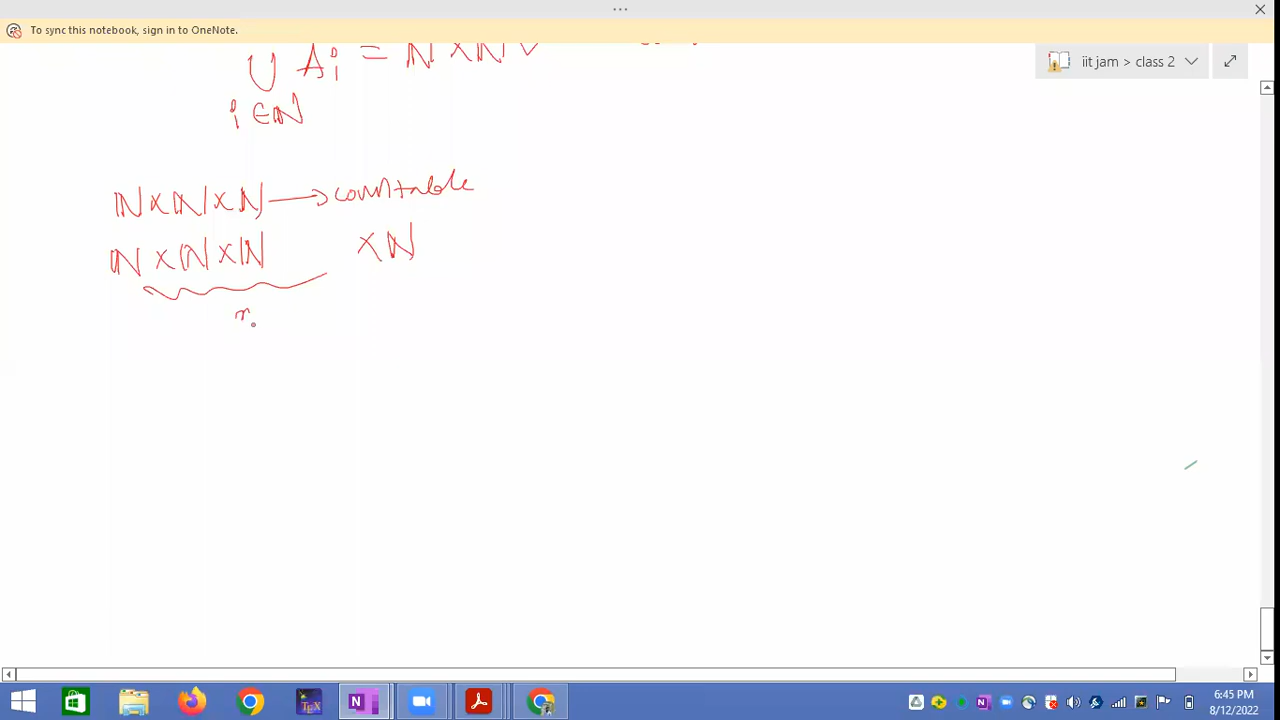 To sync this notebook, sign in to OneNote.
iit jam > class 2
⋃ Aᵢ = ℕ × ℕ
i ∈ ℕ
ℕ × ℕ × ℕ → countable
ℕ × ℕ × ℕ × ℕ
n
6:45 PM
8/12/2022